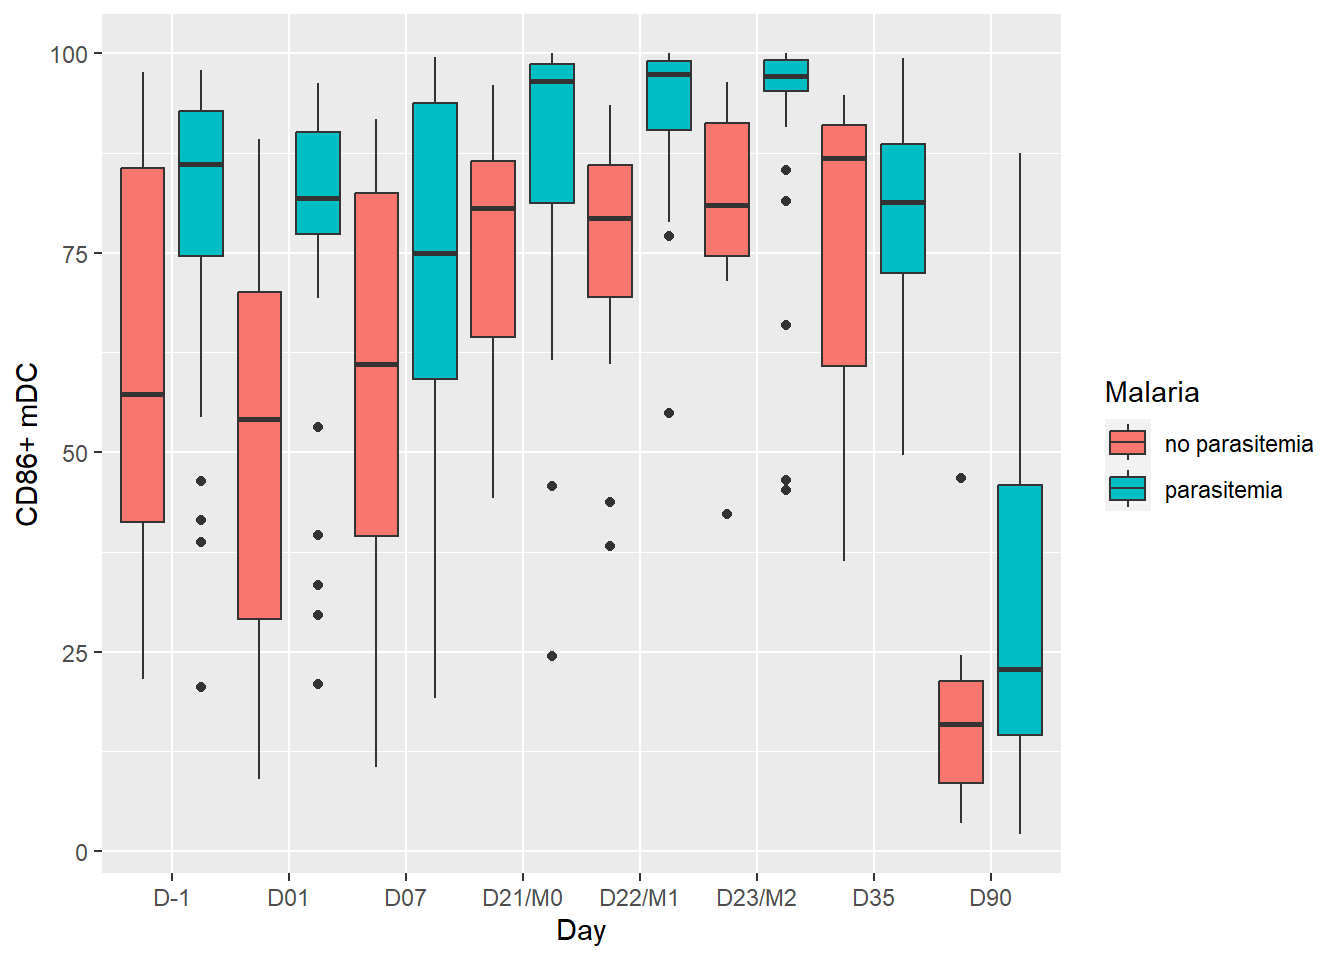 CD86+ mDC
100
75
50
25
0
D-1 D01 D07 D21/M0 D22/M1 D23/M2 D35 D90
Day
Malaria
no parasitemia
parasitemia